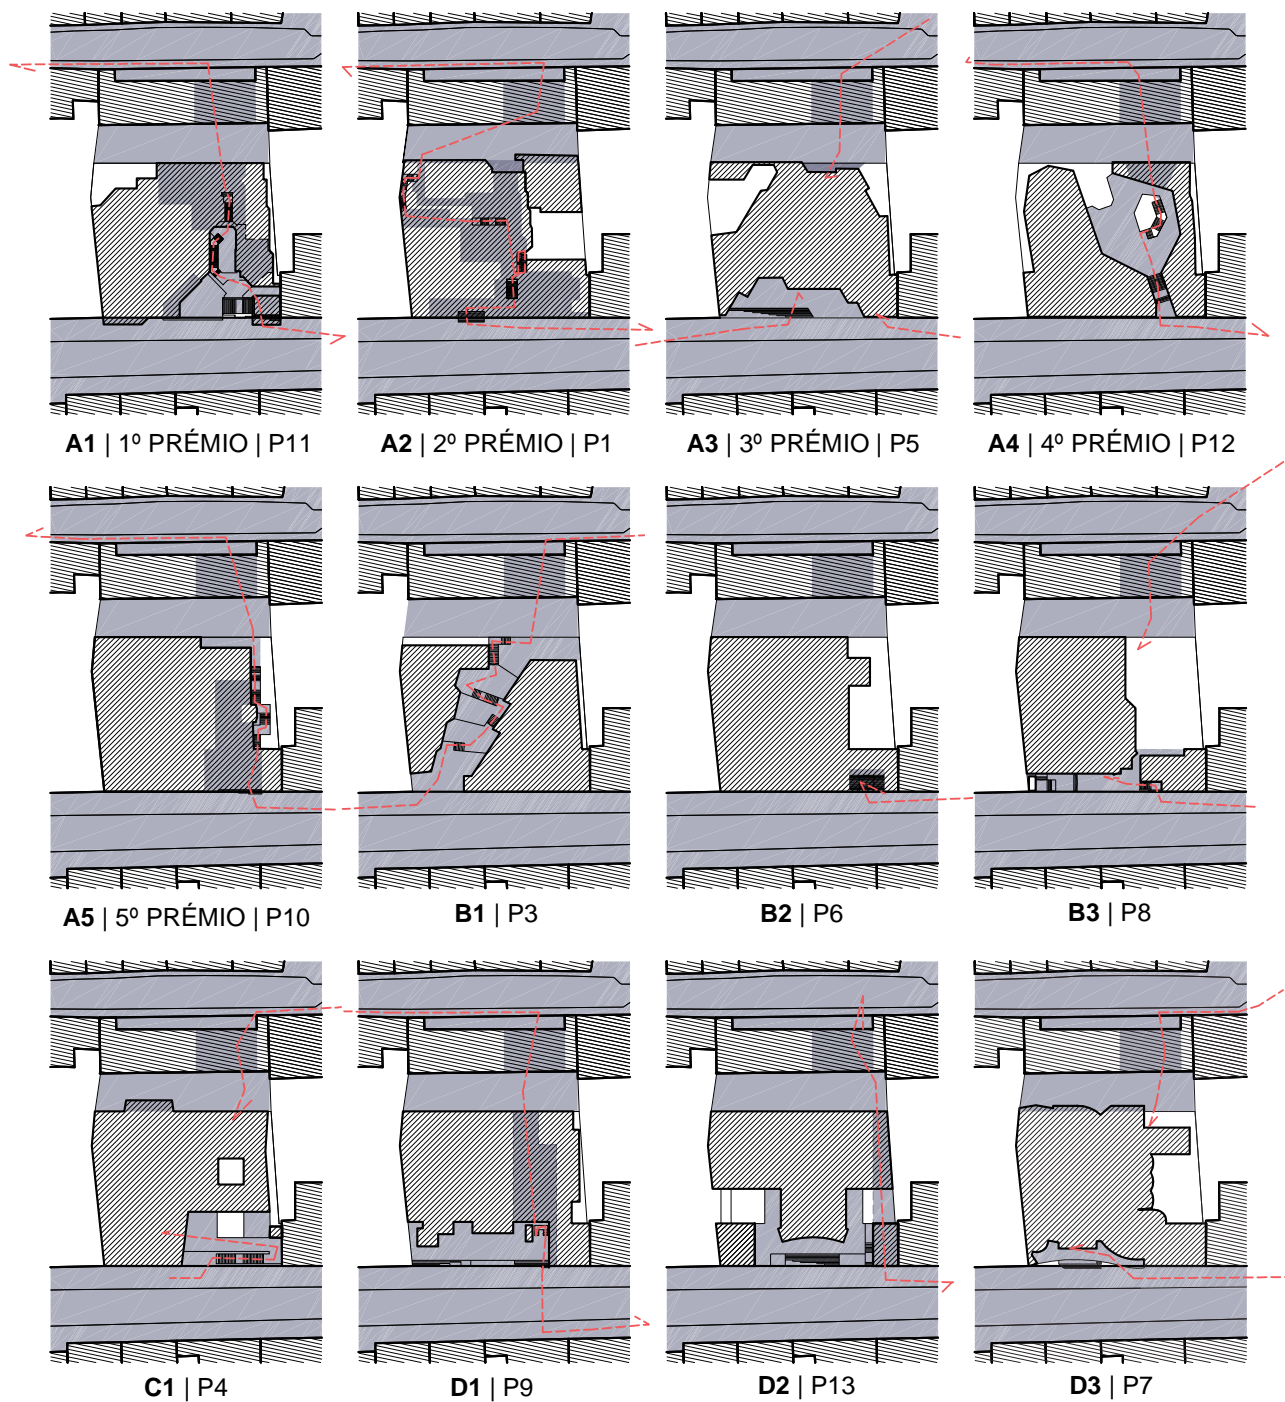 A1 | 1º PRÉMIO | P11
A2 | 2º PRÉMIO | P1
A3 | 3º PRÉMIO | P5
A4 | 4º PRÉMIO | P12
A5 | 5º PRÉMIO | P10
B1 | P3
B2 | P6
B3 | P8
C1 | P4
D1 | P9
D2 | P13
D3 | P7